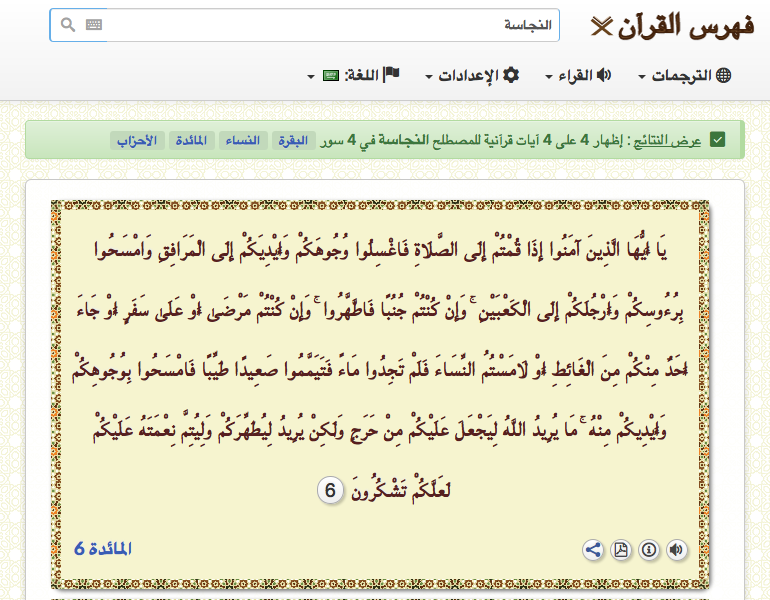 فهرس القرآن
النجاسة
الترجمات
القراء
الإعدادات
اللغة:
عرض النتائج : إظهار 4 على 4 آيات قرآنية للمصطلح النجاسة في 4 سور البقرة النساء المائدة الأحزاب
يَا أَيُّهَا الَّذِينَ آمَنُوا إِذَا قُمْتُمْ إِلَى الصَّلَاةِ فَاغْسِلُوا وُجُوهَكُمْ وَأَيْدِيَكُمْ إِلَى الْمَرَافِقِ وَامْسَحُوا
بِرُءُوسِكُمْ وَأَرْجُلَكُمْ إِلَى الْكَعْبَيْنِ ۚ وَإِنْ كُنْتُمْ جُنُبًا فَاطَّهَّرُوا ۚ وَإِنْ كُنْتُمْ مَرْضَىٰ أَوْ عَلَىٰ سَفَرٍ أَوْ جَاءَ
أَحَدٌ مِنْكُمْ مِنَ الْغَائِطِ أَوْ لَامَسْتُمُ النِّسَاءَ فَلَمْ تَجِدُوا مَاءً فَتَيَمَّمُوا صَعِيدًا طَيِّبًا فَامْسَحُوا بِوُجُوهِكُمْ
وَأَيْدِيكُمْ مِنْهُ ۚ مَا يُرِيدُ اللَّهُ لِيَجْعَلَ عَلَيْكُمْ مِنْ حَرَجٍ وَلَٰكِنْ يُرِيدُ لِيُطَهِّرَكُمْ وَلِيُتِمَّ نِعْمَتَهُ عَلَيْكُمْ
لَعَلَّكُمْ تَشْكُرُونَ 6
المائدة 6